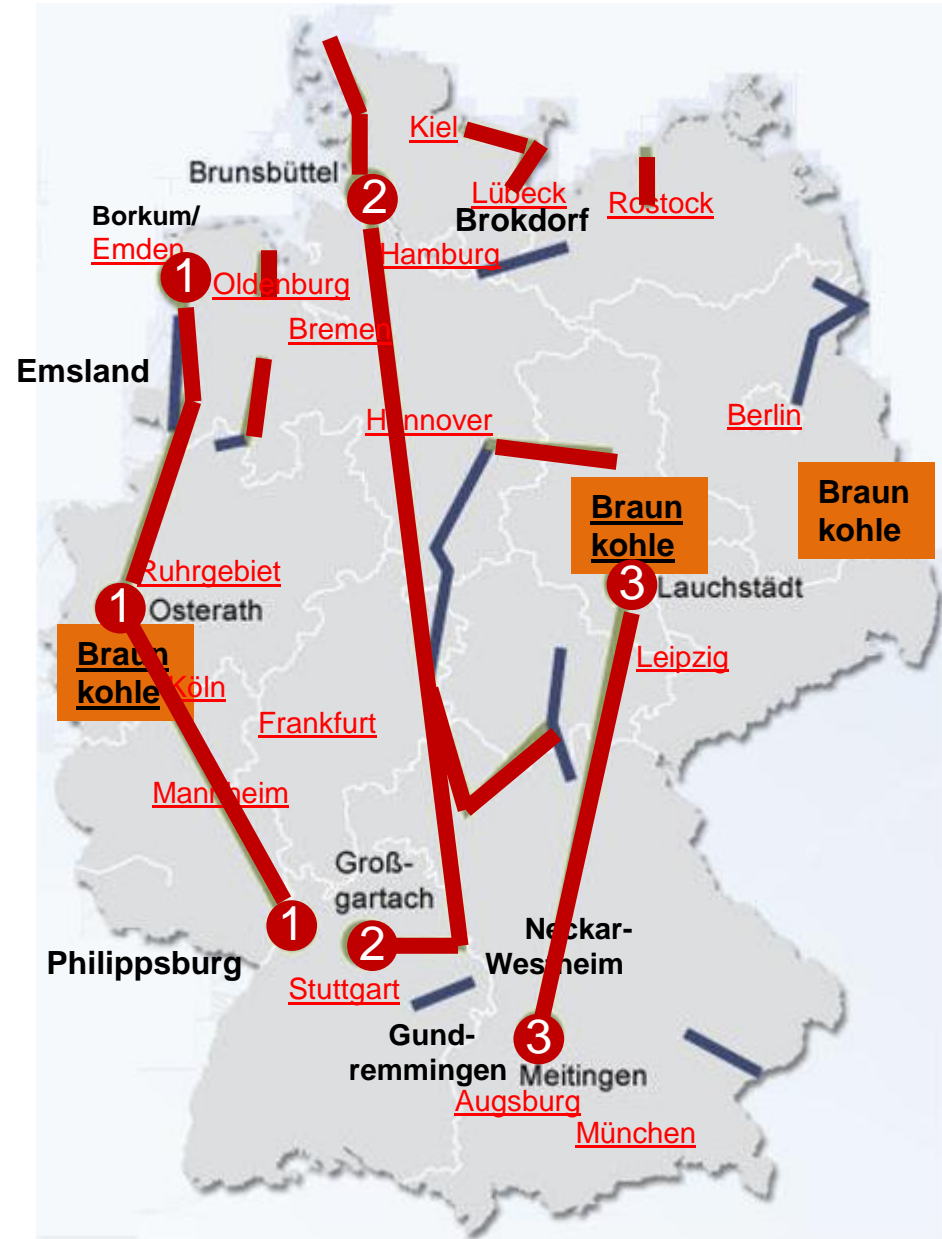 Kiel
Brunsbüttel
2
Lübeck
Rostock
Borkum/
Brokdorf
Emden
Hamburg
1
Oldenburg
Bremen
Emsland
Berlin
Hannover
Braun
kohle
Braun
kohle
Ruhrgebiet
3
Lauchstädt
1
Osterath
Braun
kohle
Köln
Leipzig
Frankfurt
Mannheim
Groß-
gartach
1
2
Neckar-
Westheim
Philippsburg
Stuttgart
Gund-
remmingen
3
Meitingen
Augsburg
München